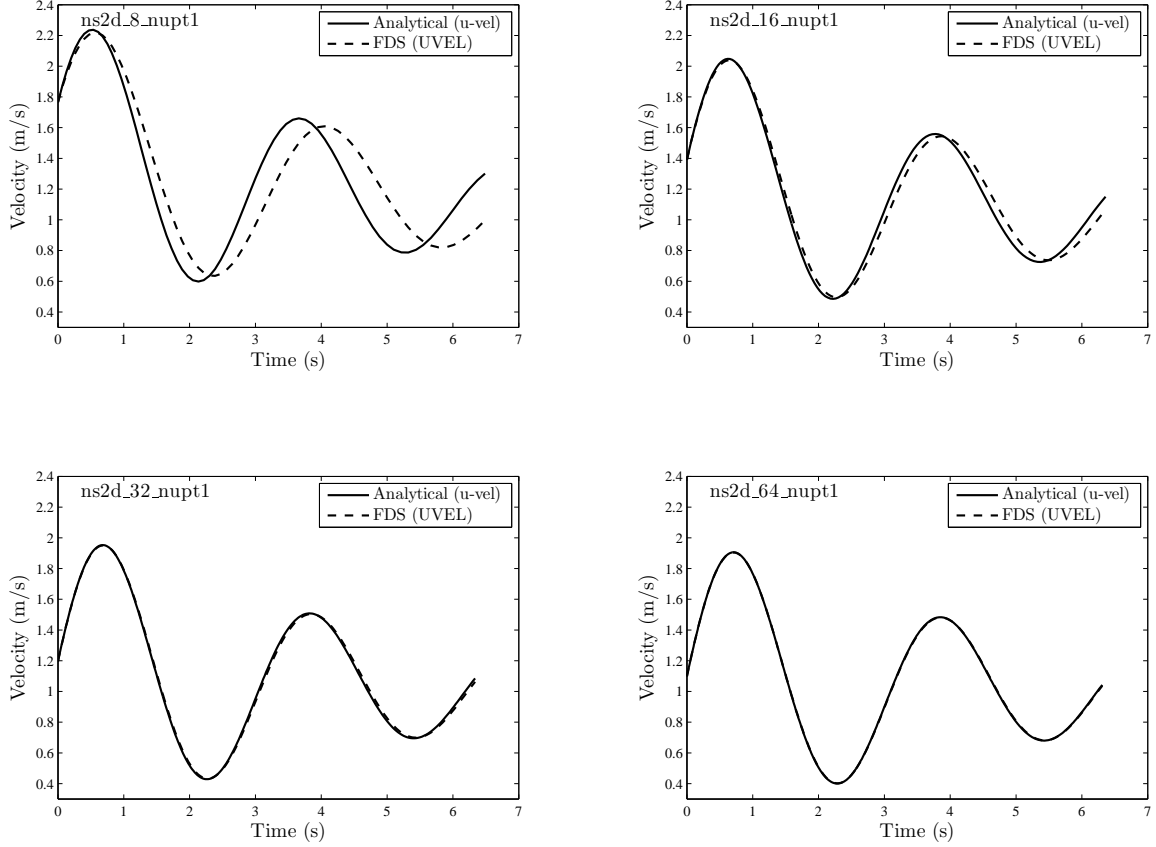 ns2d_8_nupt1
Analytical (u-vel)
FDS (UVEL)
Velocity (m/s)
2.4
2.2
2
1.8
1.6
1.4
1.2
1
0.8
0.6
0.4
0 1 2 3 4 5 6 7
Time (s)
ns2d_16_nupt1
Analytical (u-vel)
FDS (UVEL)
Velocity (m/s)
2.4
2.2
2
1.8
1.6
1.4
1.2
1
0.8
0.6
0.4
0 1 2 3 4 5 6 7
Time (s)
ns2d_32_nupt1
Analytical (u-vel)
FDS (UVEL)
Velocity (m/s)
2.4
2.2
2
1.8
1.6
1.4
1.2
1
0.8
0.6
0.4
0 1 2 3 4 5 6 7
Time (s)
ns2d_64_nupt1
Analytical (u-vel)
FDS (UVEL)
Velocity (m/s)
2.4
2.2
2
1.8
1.6
1.4
1.2
1
0.8
0.6
0.4
0 1 2 3 4 5 6 7
Time (s)